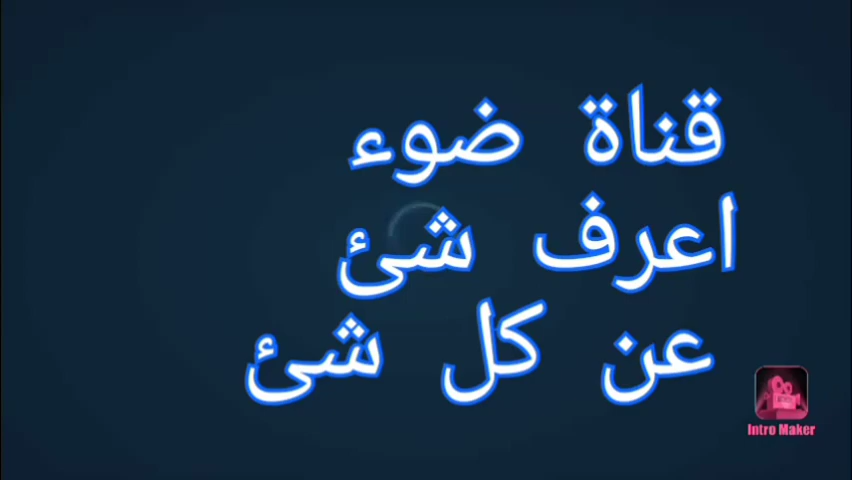 قناة ضوء
اعرف شئ
عن كل شئ
Intro Maker